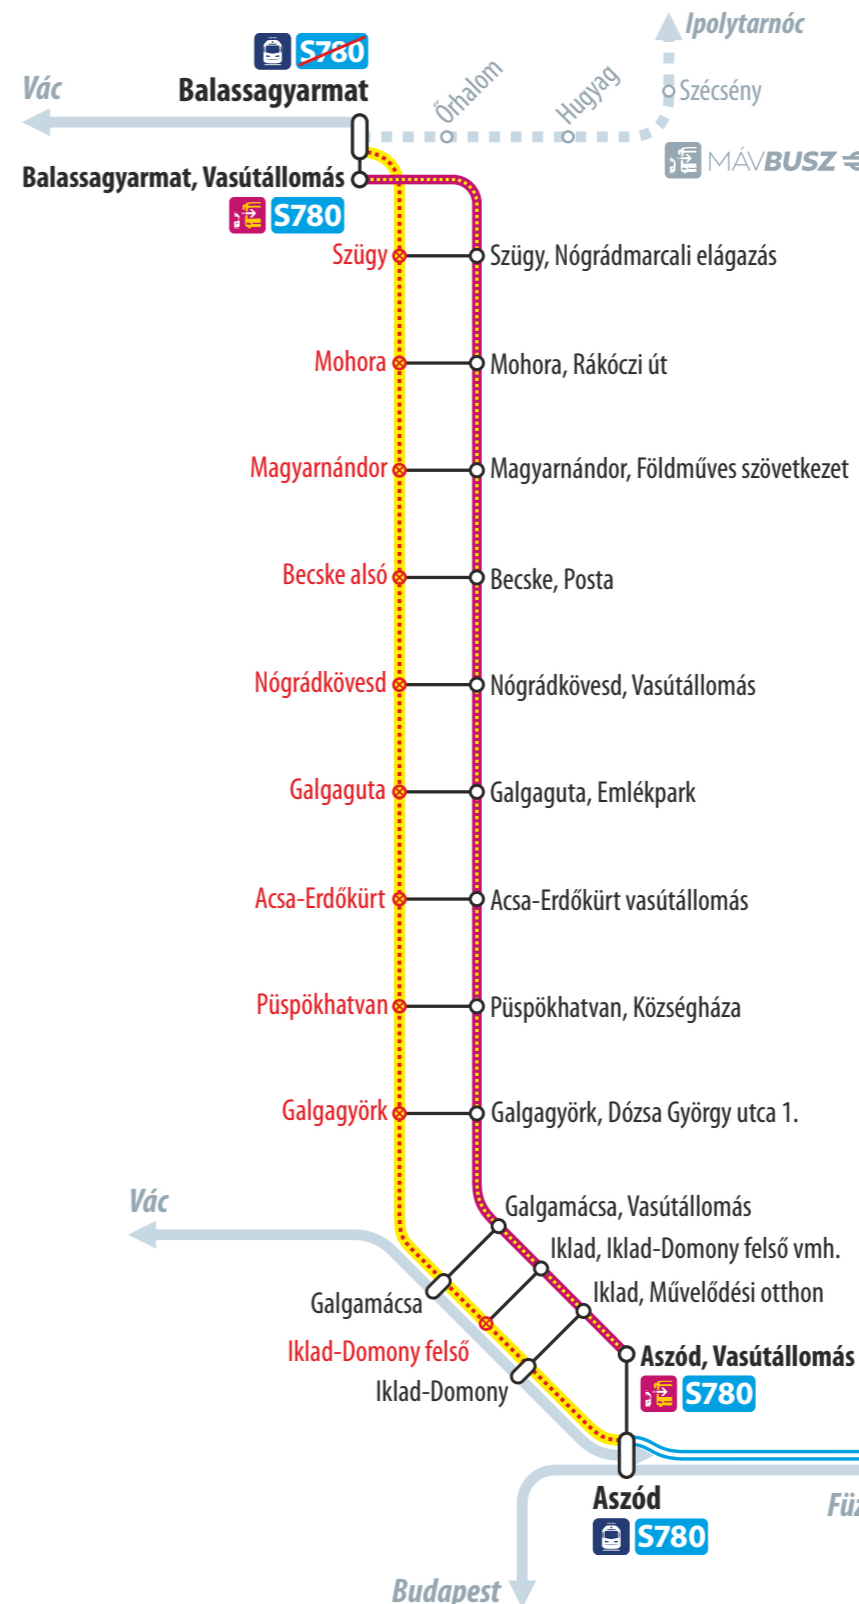 Ipolytarnóc
S780
Vác
Balassagyarmat
Őrhalom
Hugyag
Szécsény
MÁVBUSZ
Balassagyarmat, Vasútállomás
S780
Szügy
Szügy, Nógrádmarcali elágazás
Mohora
Mohora, Rákóczi út
Magyarnándor
Magyarnándor, Földműves szövetkezet
Becske alsó
Becske, Posta
Nógrádkövesd
Nógrádkövesd, Vasútállomás
Galgaguta
Galgaguta, Emlékpark
Acsa-Erdőkürt
Acsa-Erdőkürt vasútállomás
Püspökhatvan
Püspökhatvan, Községháza
Galgagyörk
Galgagyörk, Dózsa György utca 1.
Vác
Galgamácsa, Vasútállomás
Iklad, Iklad-Domony felső vmh.
Iklad, Művelődési otthon
Galgamácsa
Iklad-Domony felső
Aszód, Vasútállomás
Iklad-Domony
S780
Aszód
Fü
S780
Budapest